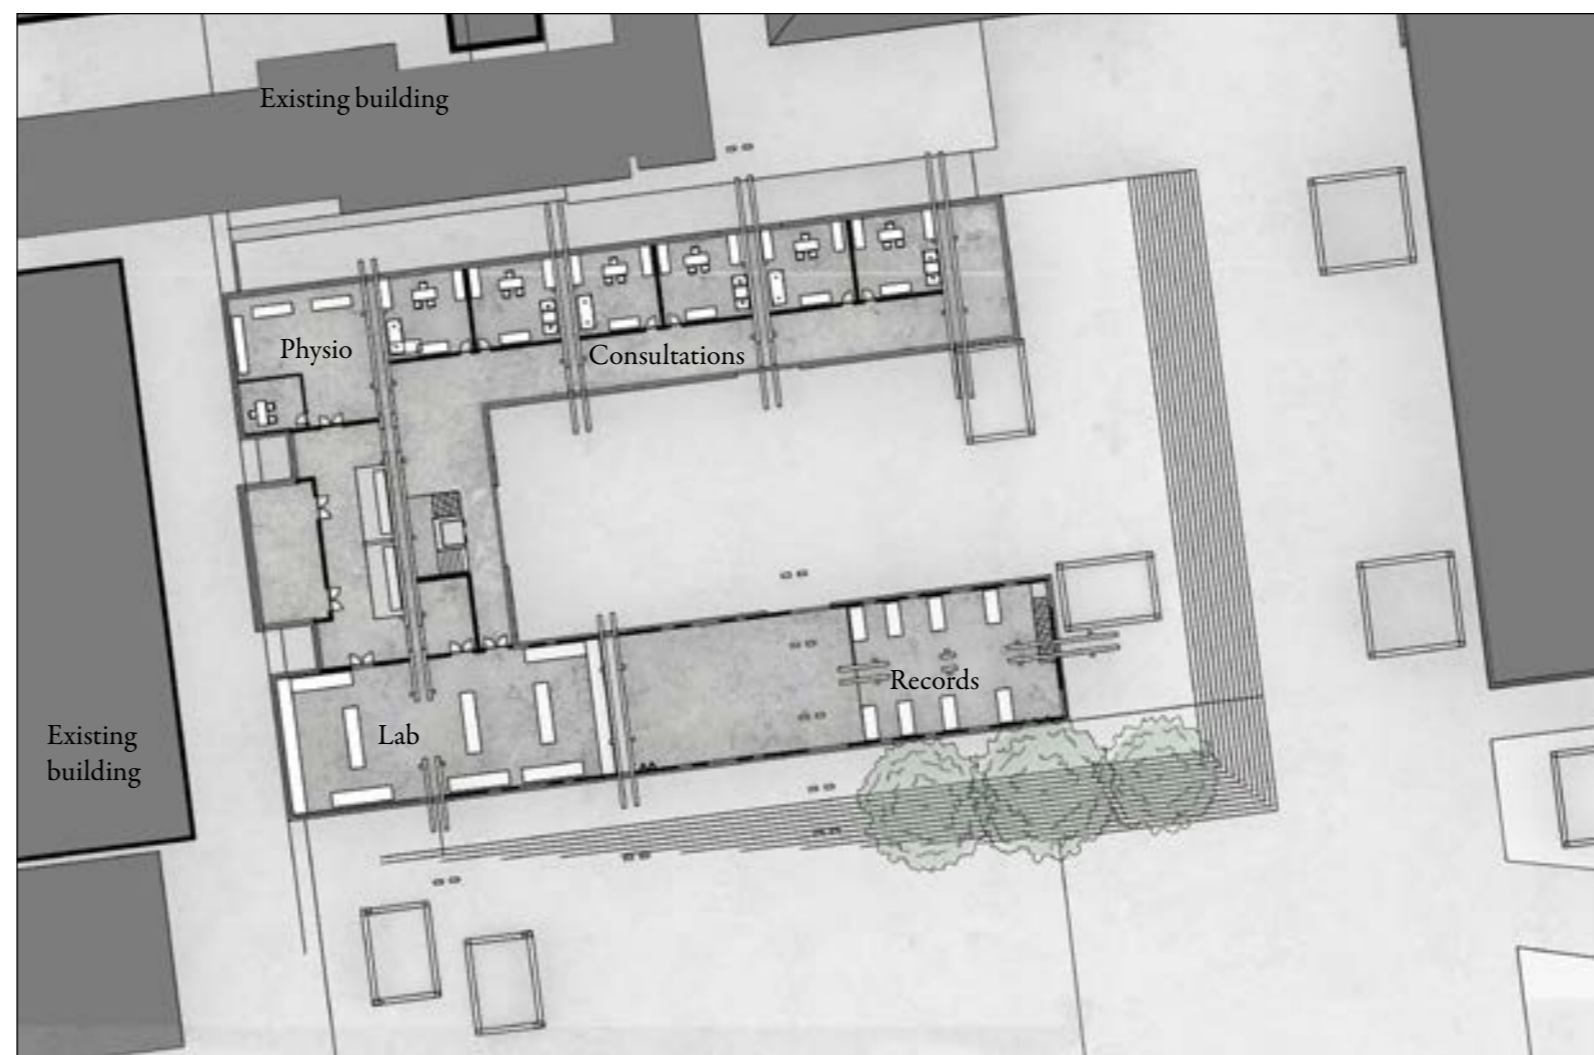 Existing building
Physio
Consultations
Records
Lab
Existing
building